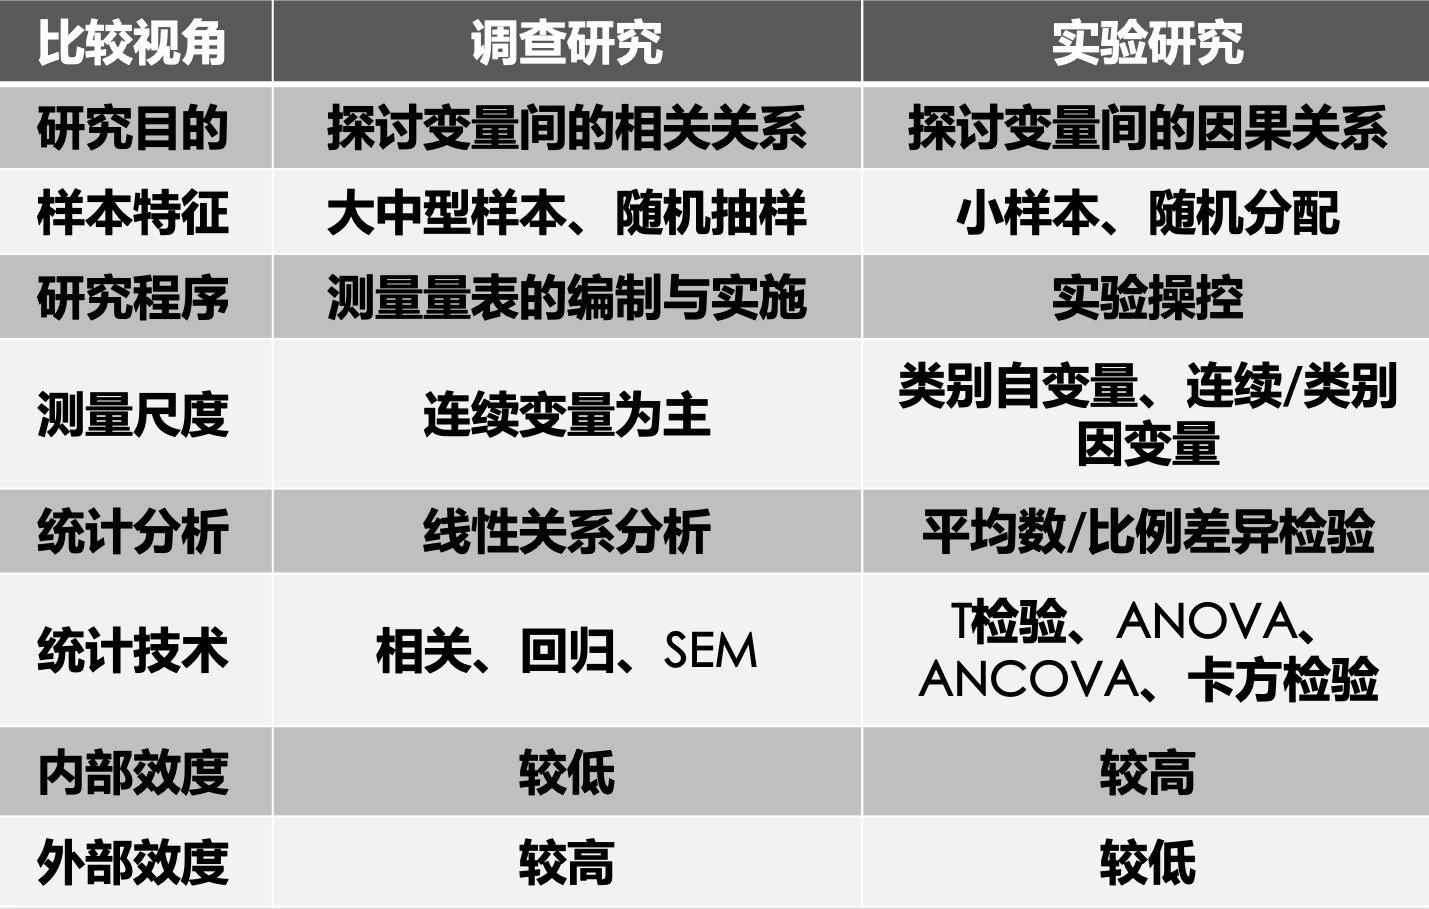 比较视角 调查研究 实验研究
研究目的 探讨变量间的相关关系 探讨变量间的因果关系
样本特征 大中型样本、随机抽样 小样本、随机分配
研究程序 测量量表的编制与实施 实验操控
测量尺度 连续变量为主 类别自变量、连续/类别
因变量
统计分析 线性关系分析 平均数/比例差异检验
统计技术 相关、回归、SEM T检验、ANOVA、
ANCOVA、卡方检验
内部效度 较低 较高
外部效度 较高 较低